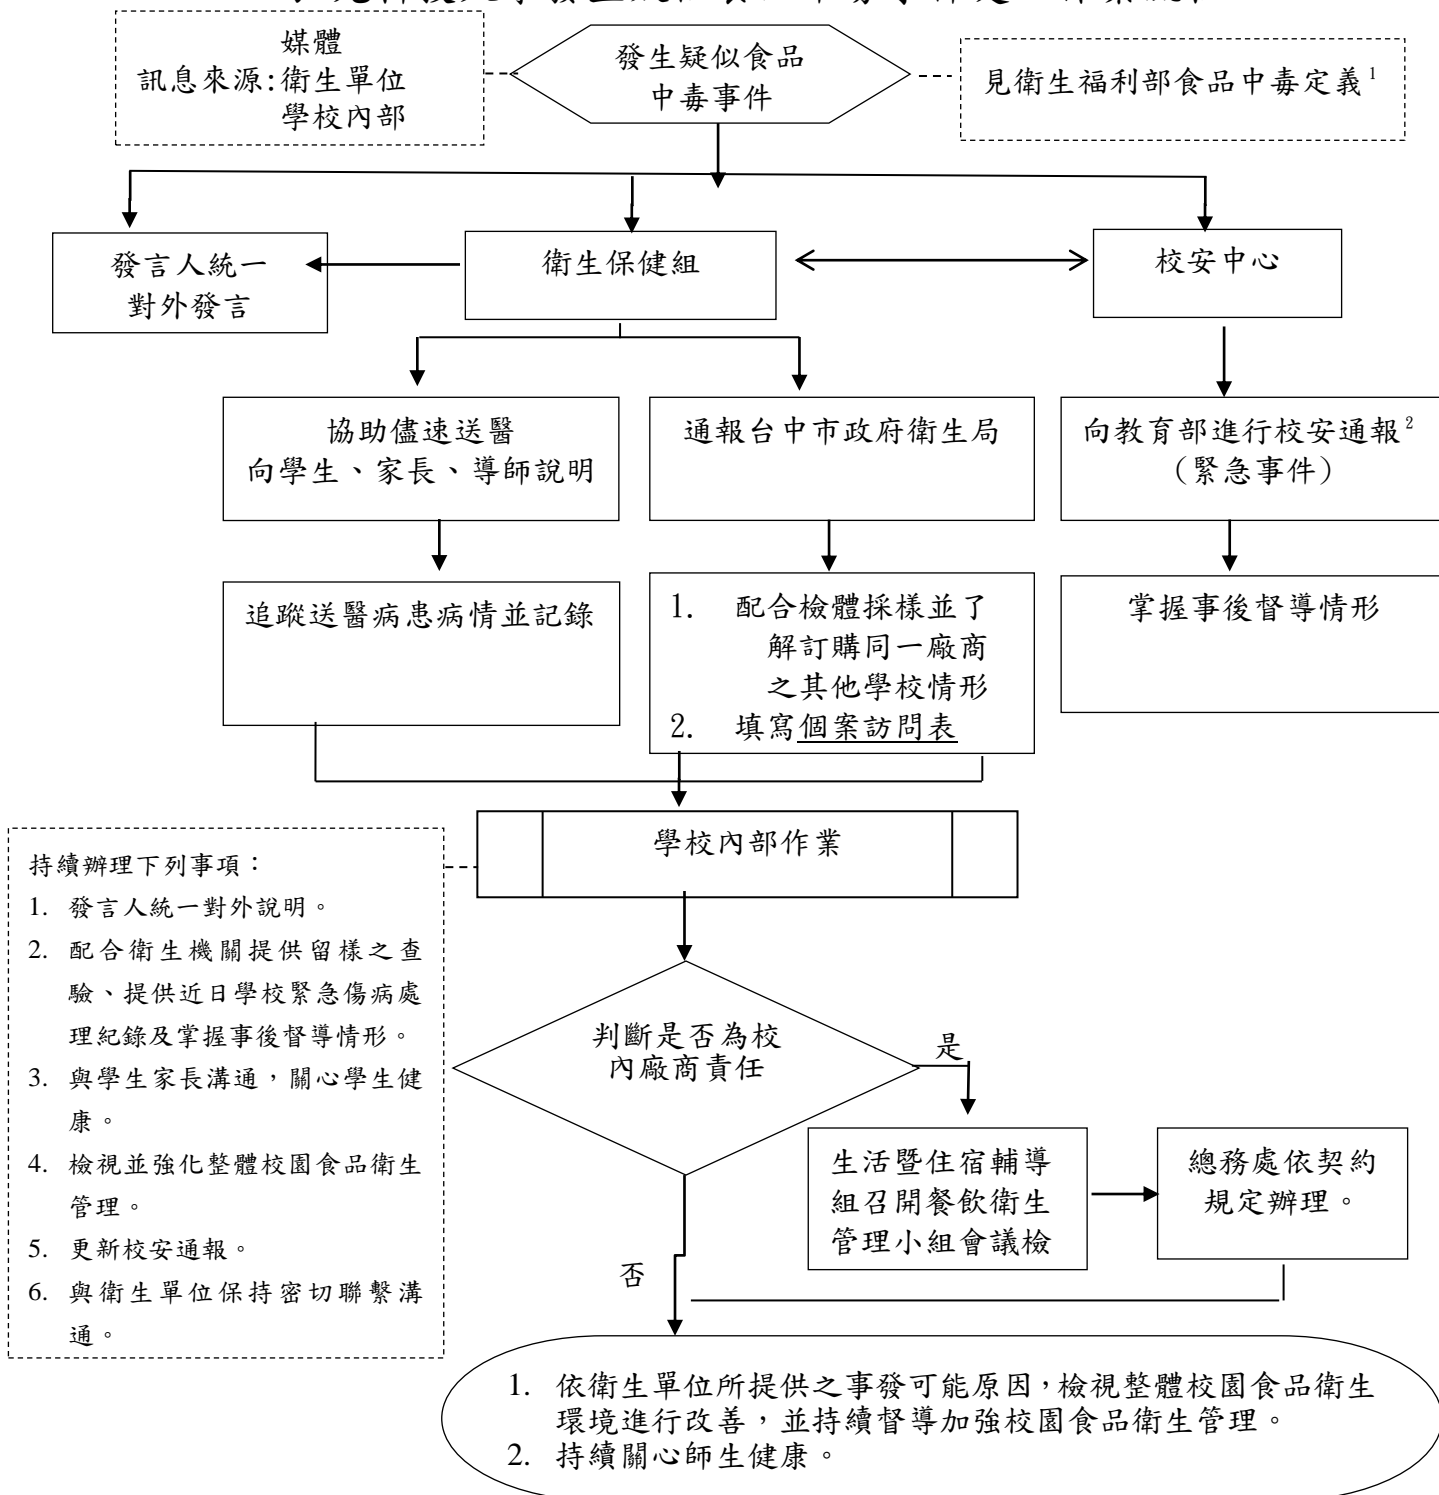 媒體
訊息來源:衛生單位
學校內部
發生疑似食品
中毒事件
見衛生福利部食品中毒定義1
發言人統一
對外發言
衛生保健組
校安中心
協助儘速送醫
向學生、家長、導師說明
通報台中市政府衛生局
向教育部進行校安通報2
（緊急事件）
追蹤送醫病患病情並記錄
1. 配合檢體採樣並了
解訂購同一廠商
之其他學校情形
2. 填寫個案訪問表
掌握事後督導情形
學校內部作業
持續辦理下列事項：
1. 發言人統一對外說明。
2. 配合衛生機關提供留樣之查
驗、提供近日學校緊急傷病處
理紀錄及掌握事後督導情形。
3. 與學生家長溝通，關心學生健
康。
4. 檢視並強化整體校園食品衛生
管理。
5. 更新校安通報。
6. 與衛生單位保持密切聯繫溝
通。
判斷是否為校
內廠商責任
是
生活暨住宿輔導
組召開餐飲衛生
管理小組會議檢
總務處依契約
規定辦理。
否
1. 依衛生單位所提供之事發可能原因，檢視整體校園食品衛生
環境進行改善，並持續督導加強校園食品衛生管理。
2. 持續關心師生健康。